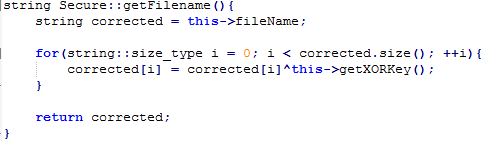 string Secure::getFilename(){
    string corrected = this->fileName;

    for(string::size_type i = 0; i < corrected.size(); ++i){
        corrected[i] = corrected[i]^this->getXORKey();
    }

    return corrected;
}